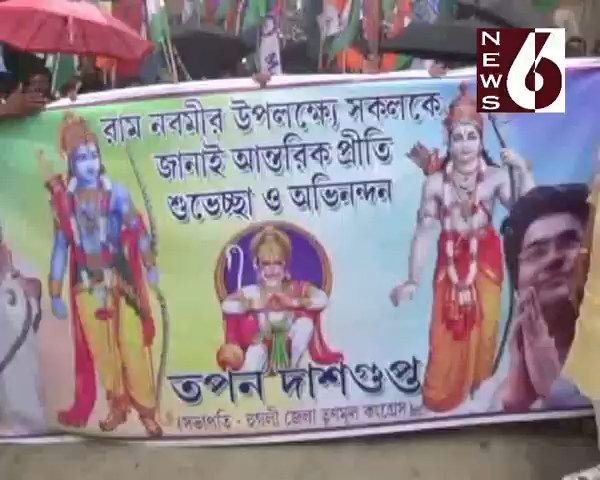 NEWS 6
রাম নবমীর উপলক্ষ্যে সকলকে
জানাই আন্তরিক প্রীতি
শুভেচ্ছা ও অভিনন্দন
তপন দাশগুপ্ত
(সভাপতি - হুগলী জেলা তৃণমূল কংগ্রেস)